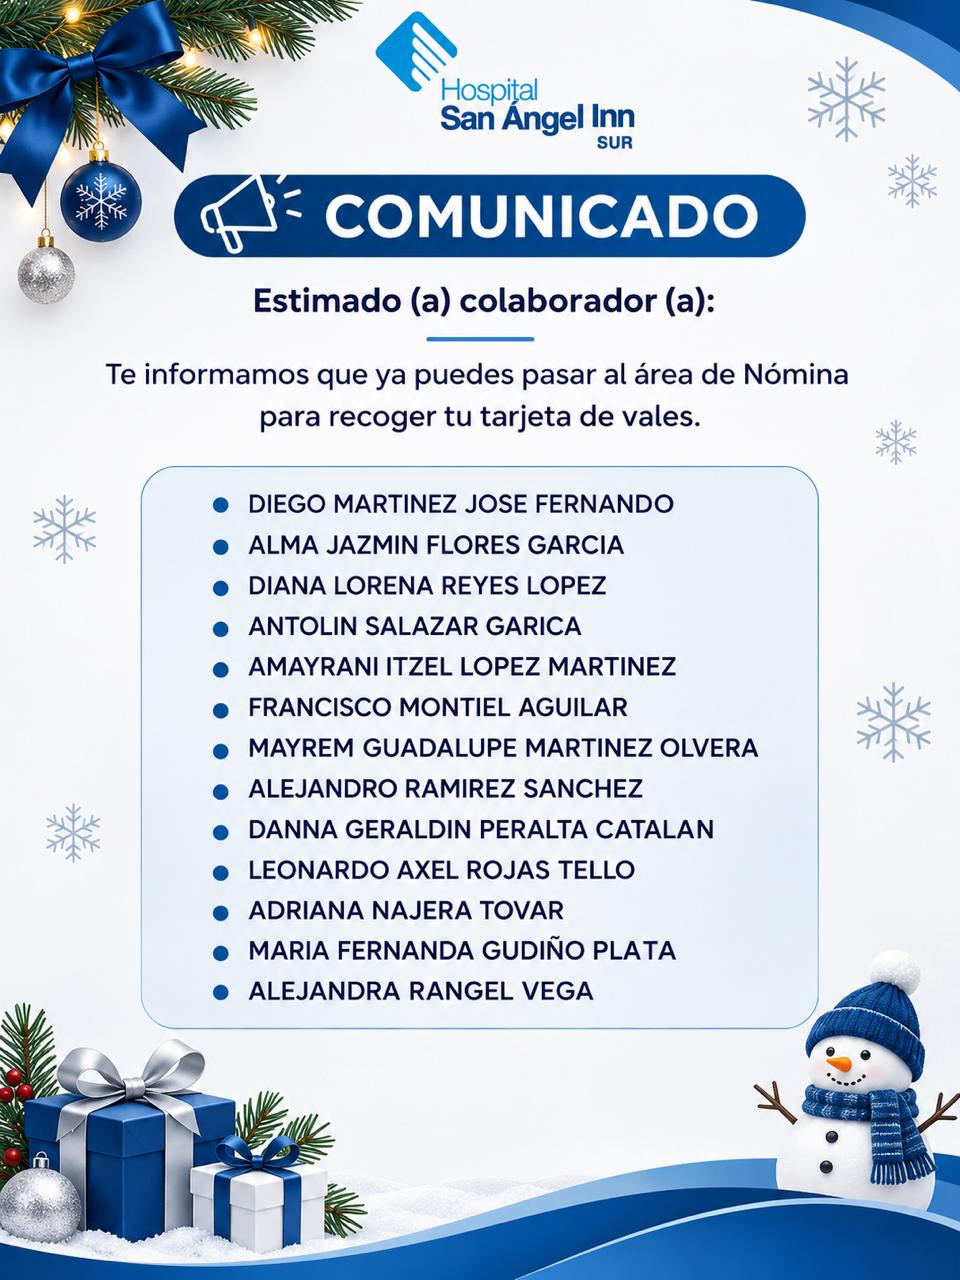 Hospital
San Ángel Inn
SUR
COMUNICADO
Estimado (a) colaborador (a):
Te informamos que ya puedes pasar al área de Nómina
para recoger tu tarjeta de vales.
● DIEGO MARTINEZ JOSE FERNANDO
● ALMA JAZMIN FLORES GARCIA
● DIANA LORENA REYES LOPEZ
● ANTOLIN SALAZAR GARICA
● AMAYRANI ITZEL LOPEZ MARTINEZ
● FRANCISCO MONTIEL AGUILAR
● MAYREM GUADALUPE MARTINEZ OLVERA
● ALEJANDRO RAMIREZ SANCHEZ
● DANNA GERALDIN PERALTA CATALAN
● LEONARDO AXEL ROJAS TELLO
● ADRIANA NAJERA TOVAR
● MARIA FERNANDA GUDIÑO PLATA
● ALEJANDRA RANGEL VEGA